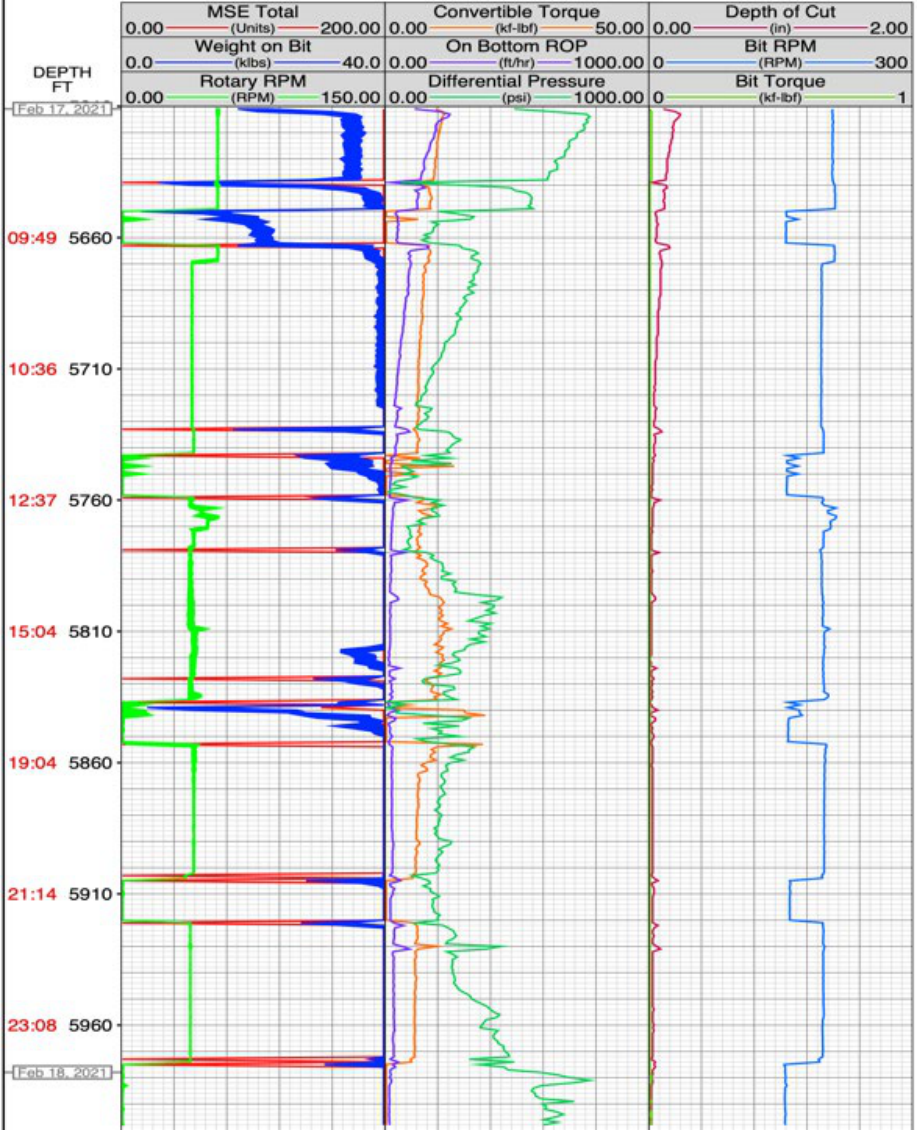 MSE Total
0.00 (Units) 200.00
Weight on Bit
0.0 (klbs) 40.0
Rotary RPM
0.00 (RPM) 150.00
Convertible Torque
0.00 (kf-lbf) 50.00
On Bottom ROP
0.00 (ft/hr) 1000.00
Differential Pressure
0.00 (psi) 1000.00
Depth of Cut
0.00 (in) 2.00
Bit RPM
0 (RPM) 300
Bit Torque
0 (kf-lbf) 1
DEPTH
FT
Feb 17, 2021
09:49 5660
10:36 5710
12:37 5760
15:04 5810
19:04 5860
21:14 5910
23:08 5960
Feb 18, 2021